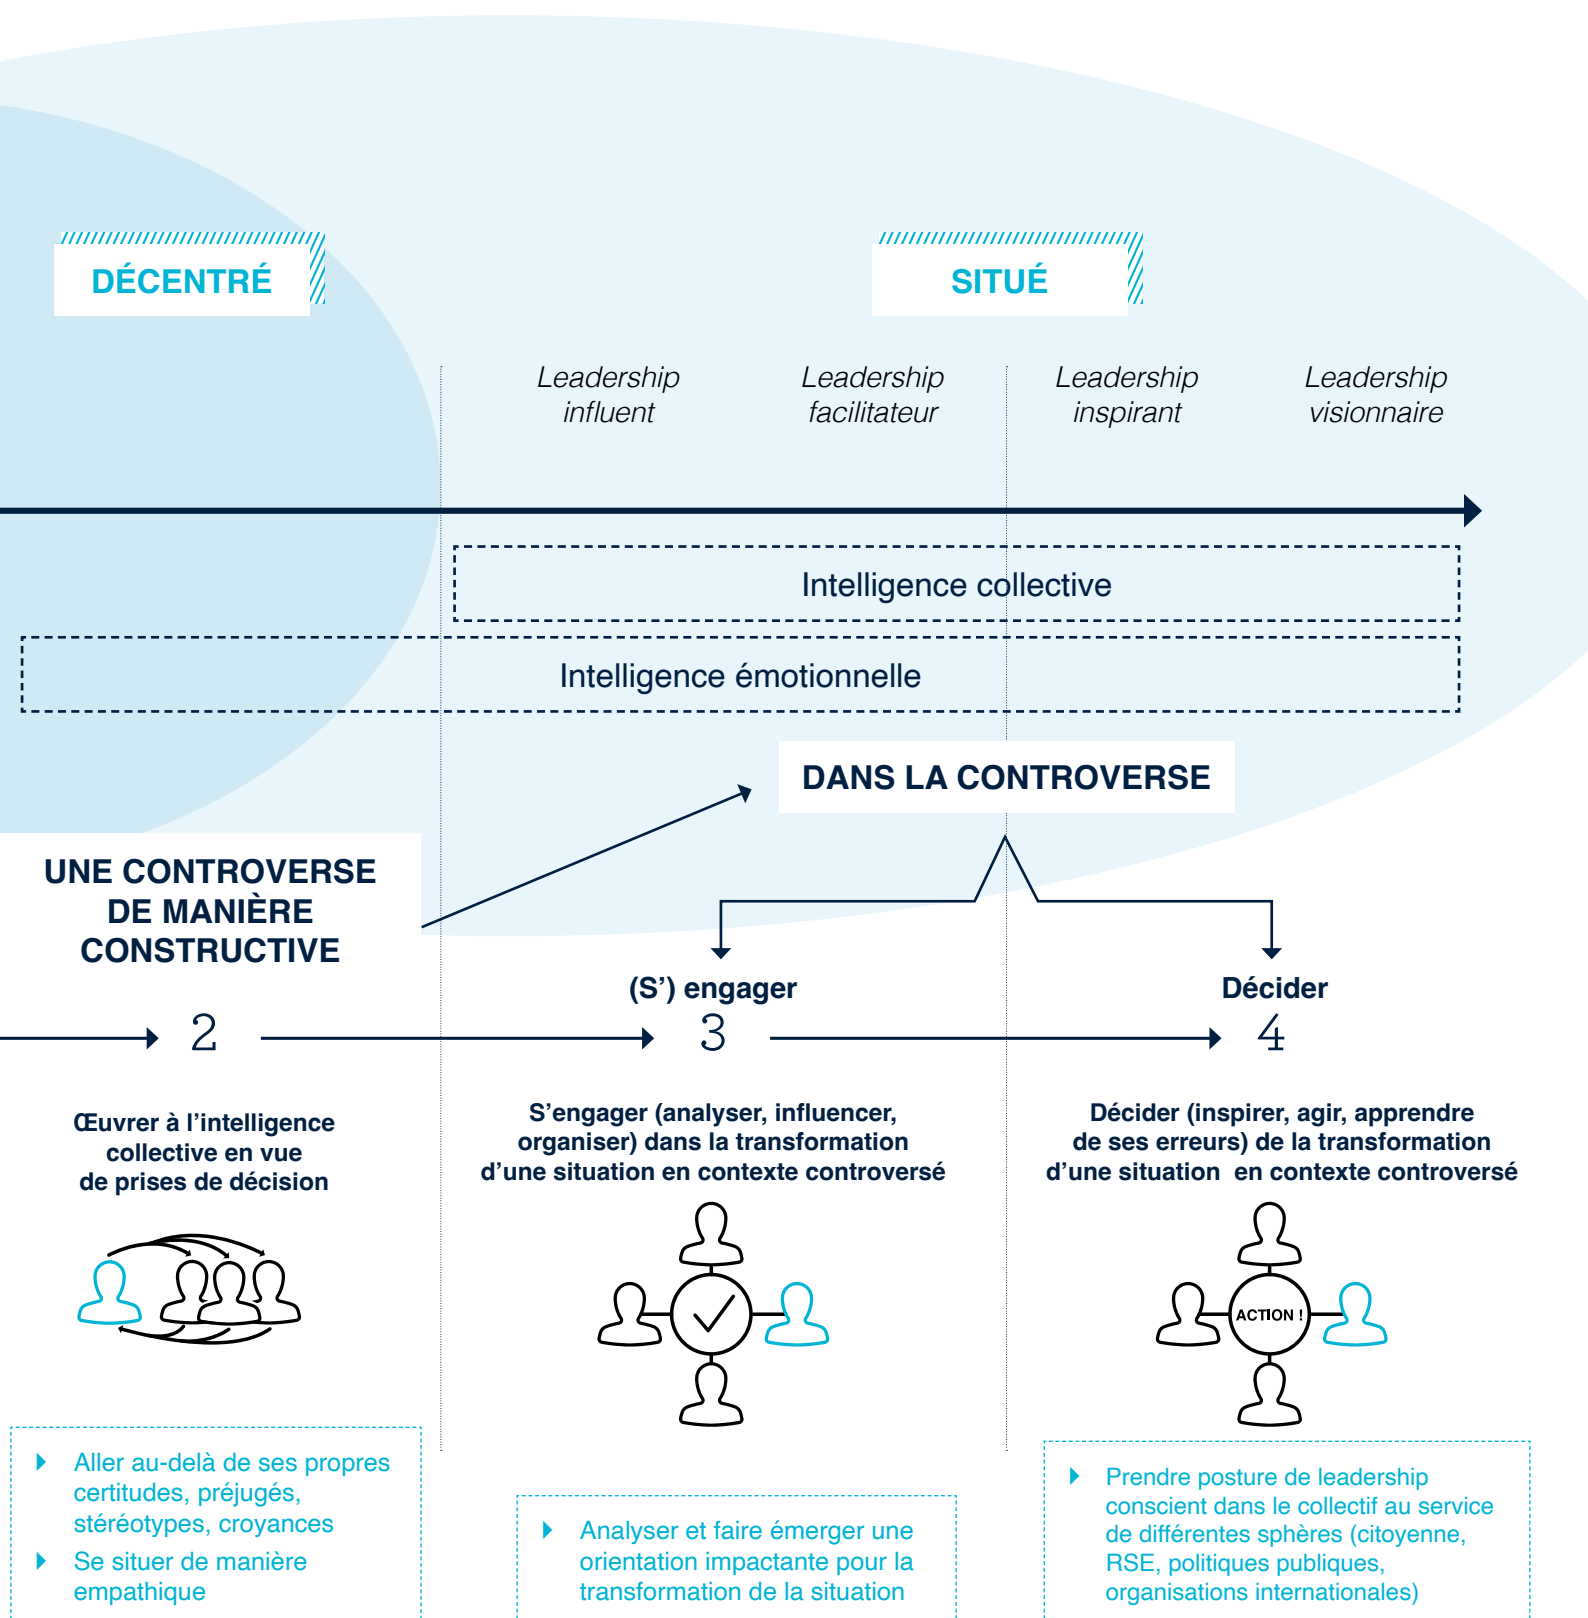 DÉCENTRÉ
SITUÉ
Leadership
influent
Leadership
facilitateur
Leadership
inspirant
Leadership
visionnaire
Intelligence collective
Intelligence émotionnelle
DANS LA CONTROVERSE
UNE CONTROVERSE
DE MANIÈRE
CONSTRUCTIVE
(S’) engager
Décider
2
3
4
Œuvrer à l’intelligence
collective en vue
de prises de décision
S’engager (analyser, influencer,
organiser) dans la transformation
d’une situation en contexte controversé
Décider (inspirer, agir, apprendre
de ses erreurs) de la transformation
d’une situation  en contexte controversé
ACTION !
Aller au-delà de ses propres
certitudes, préjugés,
stéréotypes, croyances
Se situer de manière
empathique
Analyser et faire émerger une
orientation impactante pour la
transformation de la situation
Prendre posture de leadership
conscient dans le collectif au service
de différentes sphères (citoyenne,
RSE, politiques publiques,
organisations internationales)